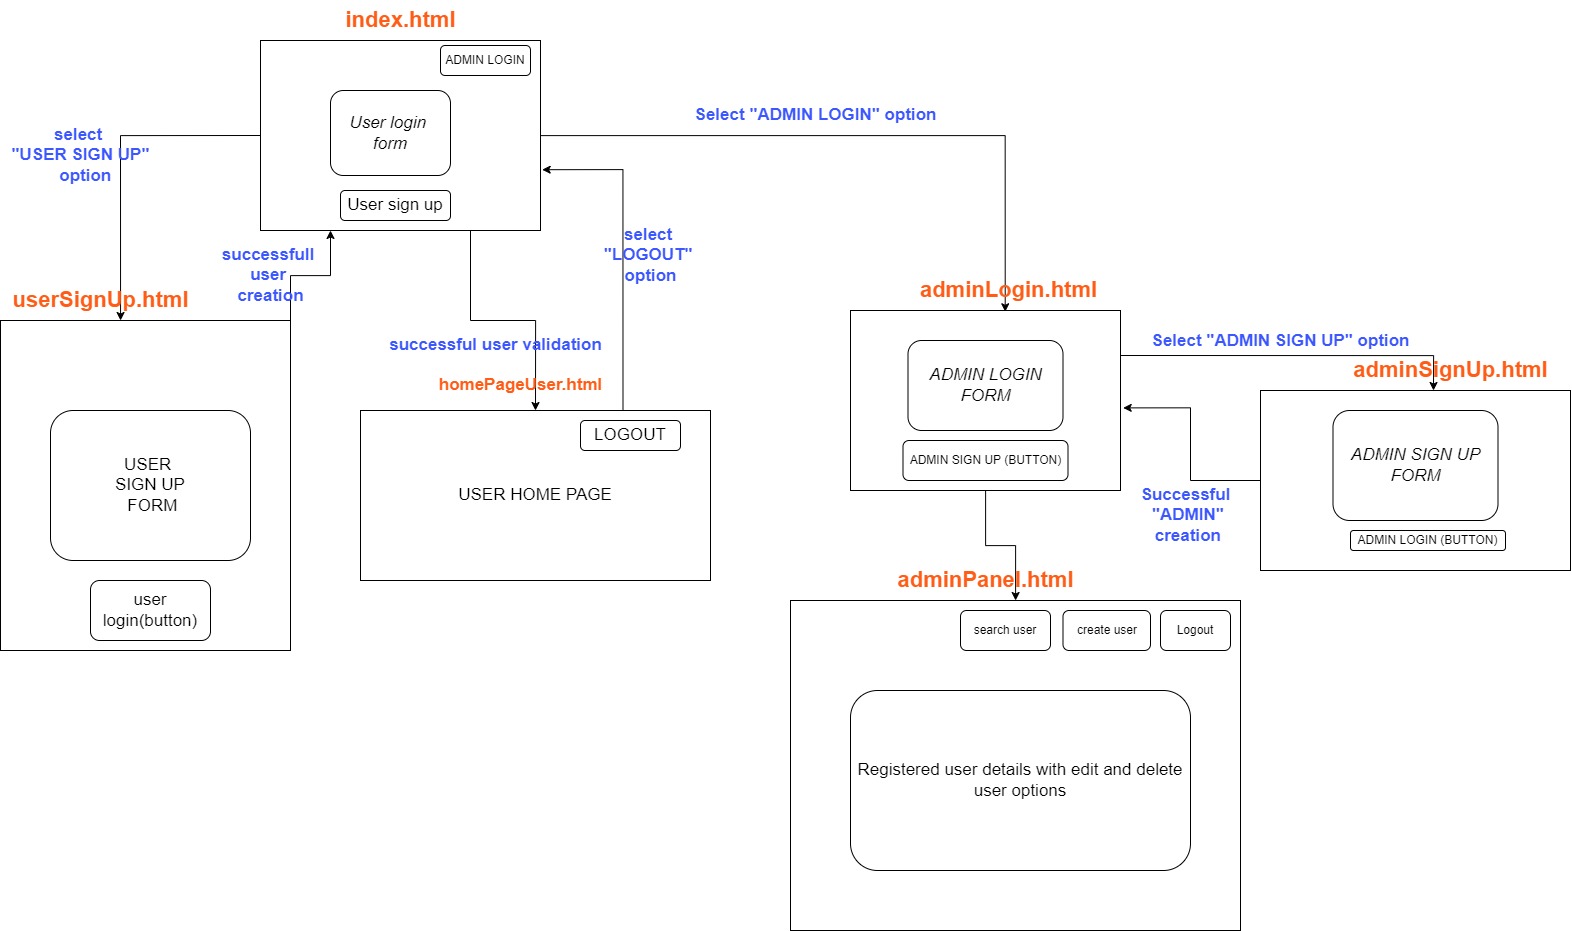 index.html
ADMIN LOGIN
User login
form
User sign up
select
"USER SIGN UP"
option
Select "ADMIN LOGIN" option
successfull
user
creation
select
"LOGOUT"
option
userSignUp.html
USER
SIGN UP
FORM
user
login(button)
successful user validation
homePageUser.html
LOGOUT
USER HOME PAGE
adminLogin.html
ADMIN LOGIN
FORM
ADMIN SIGN UP (BUTTON)
Select "ADMIN SIGN UP" option
adminSignUp.html
ADMIN SIGN UP
FORM
ADMIN LOGIN (BUTTON)
Successful
"ADMIN"
creation
adminPanel.html
search user
create user
Logout
Registered user details with edit and delete
user options